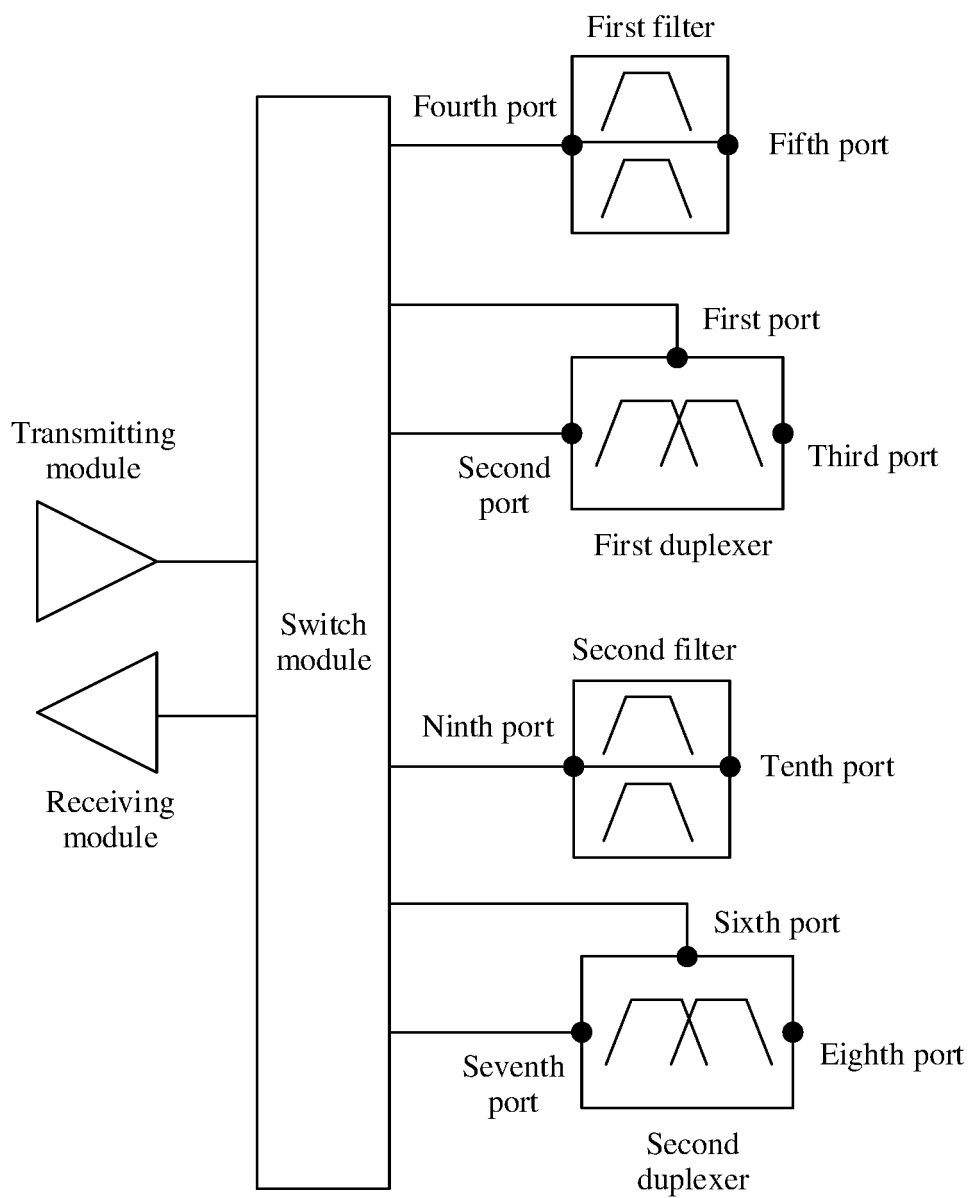 First filter
Fourth port
Fifth port
First port
Second
port
Third port
First duplexer
Transmitting
module
Switch
module
Receiving
module
Second filter
Ninth port
Tenth port
Sixth port
Seventh
port
Eighth port
Second
duplexer